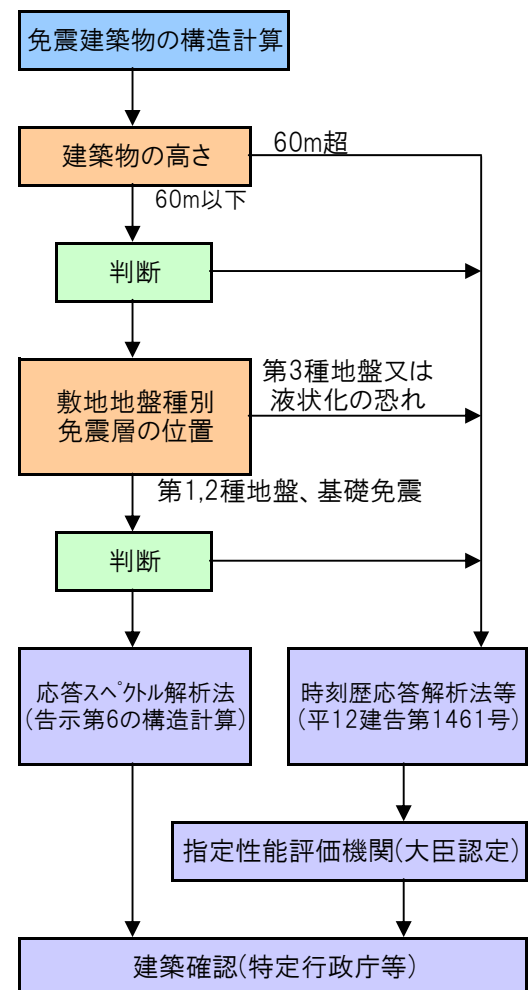 免震建築物の構造計算
建築物の高さ
60m超
60m以下
判断
敷地地盤種別
免震層の位置
第3種地盤又は
液状化の恐れ
第1,2種地盤、基礎免震
判断
応答スペクトル解析法
(告示第6の構造計算)
時刻歴応答解析法等
(平12建告第1461号)
指定性能評価機関(大臣認定)
建築確認(特定行政庁等)